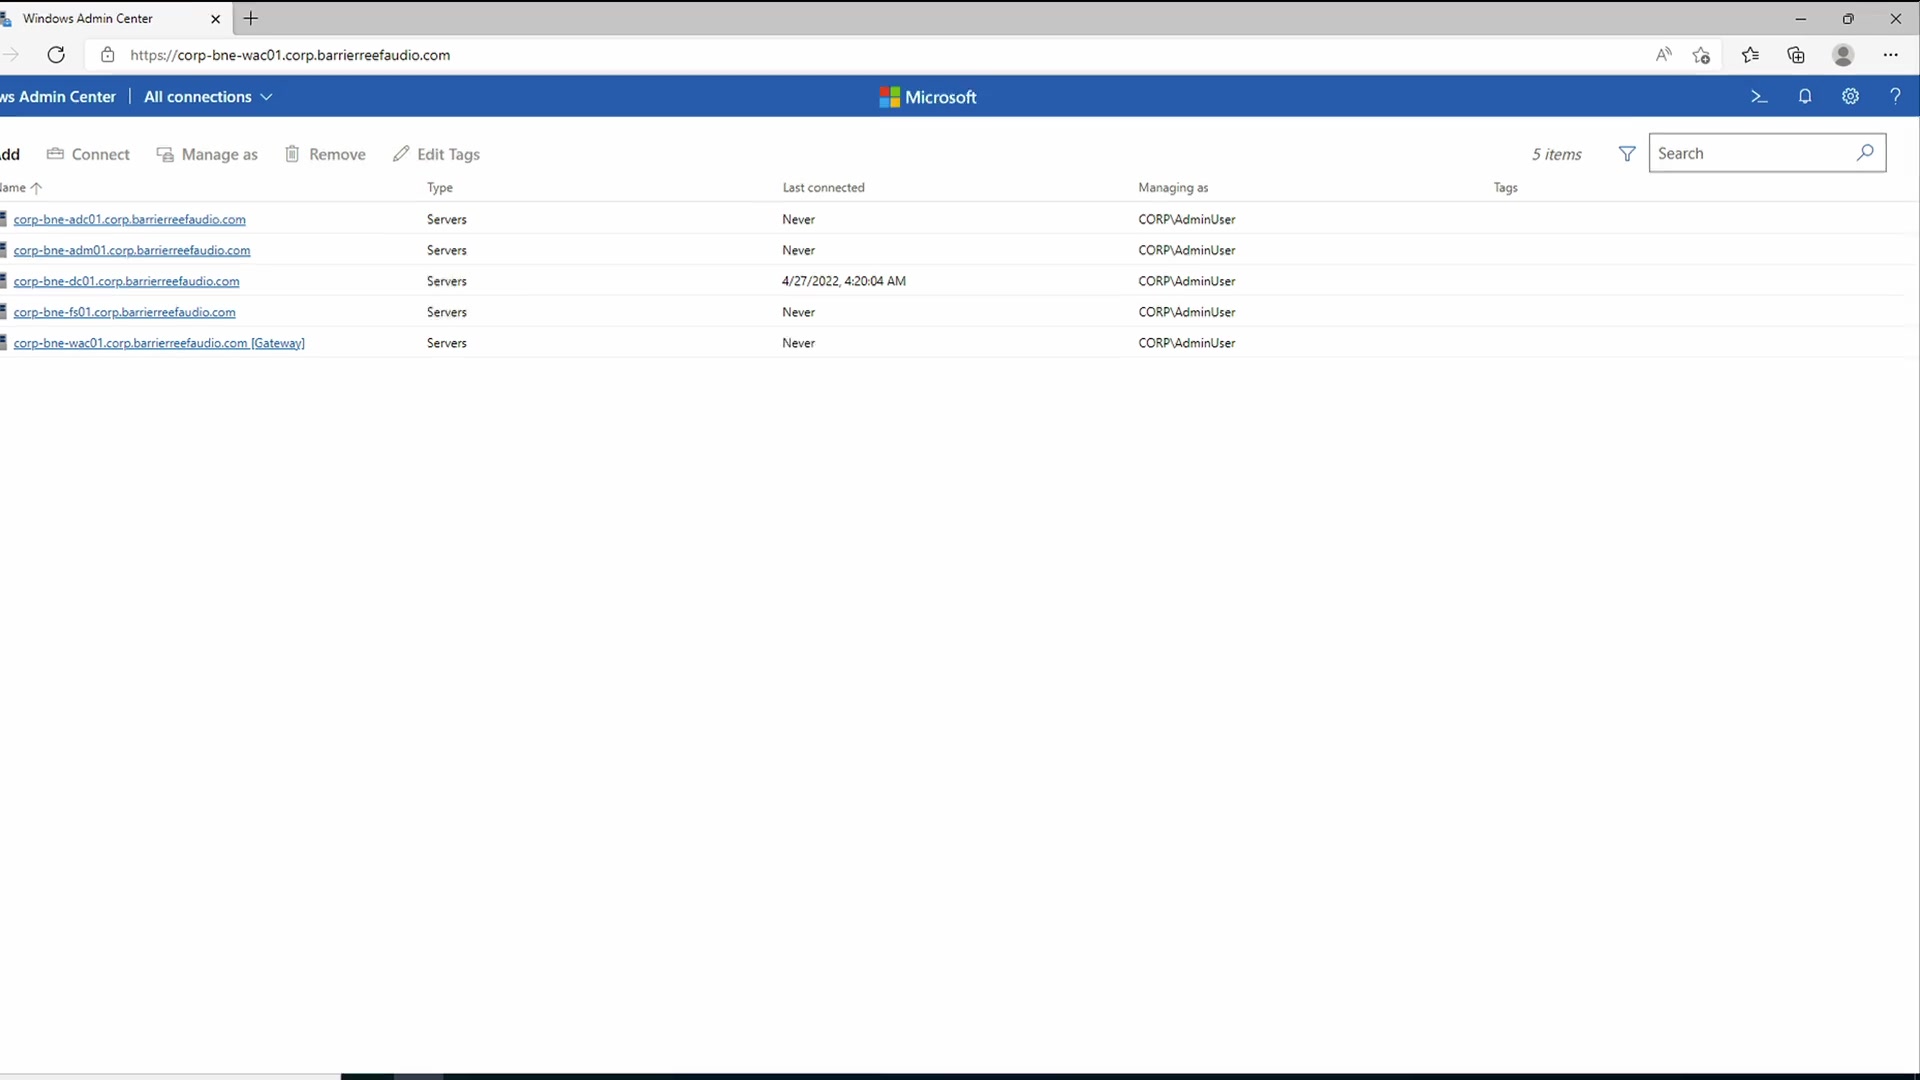 Windows Admin Center
https://corp-bne-wac01.corp.barrierreefaudio.com
ws Admin Center | All connections
Microsoft
dd Connect Manage as Remove Edit Tags 5 items Search
ame Type Last connected Managing as Tags
corp-bne-adc01.corp.barrierreefaudio.com Servers Never CORP\AdminUser
corp-bne-adm01.corp.barrierreefaudio.com Servers Never CORP\AdminUser
corp-bne-dc01.corp.barrierreefaudio.com Servers 4/27/2022, 4:20:04 AM CORP\AdminUser
corp-bne-fs01.corp.barrierreefaudio.com Servers Never CORP\AdminUser
corp-bne-wac01.corp.barrierreefaudio.com [Gateway] Servers Never CORP\AdminUser